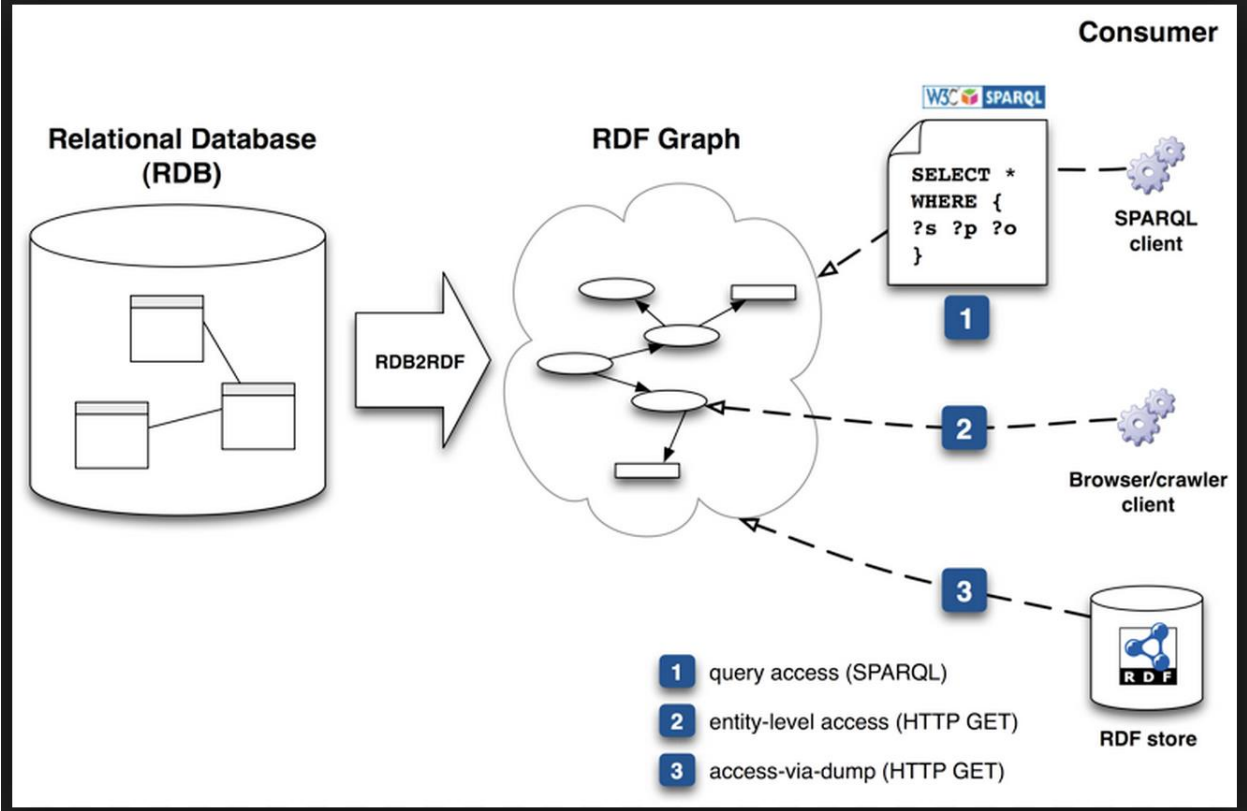 Consumer
Relational Database
(RDB)
RDF Graph
W3C SPARQL
SELECT *
WHERE {
?s ?p ?o
}
SPARQL
client
1
RDB2RDF
2
Browser/crawler
client
3
RDF
RDF store
1 query access (SPARQL)
2 entity-level access (HTTP GET)
3 access-via-dump (HTTP GET)